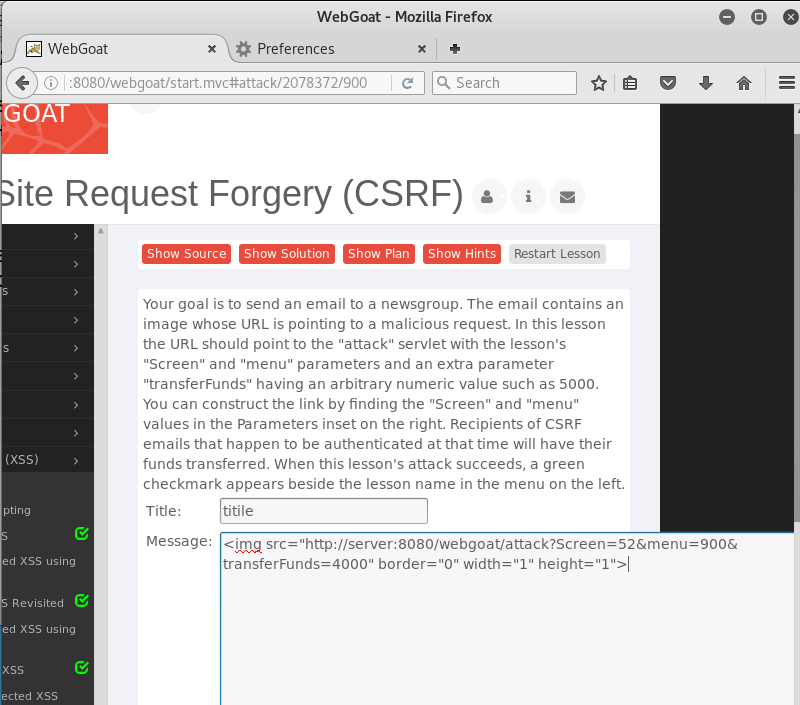 WebGoat - Mozilla Firefox
WebGoat
Preferences
:8080/webgoat/start.mvc#attack/2078372/900
Search
GOAT
Site Request Forgery (CSRF)
Show Source
Show Solution
Show Plan
Show Hints
Restart Lesson
Your goal is to send an email to a newsgroup. The email contains an
image whose URL is pointing to a malicious request. In this lesson
the URL should point to the "attack" servlet with the lesson's
"Screen" and "menu" parameters and an extra parameter
"transferFunds" having an arbitrary numeric value such as 5000.
You can construct the link by finding the "Screen" and "menu"
values in the Parameters inset on the right. Recipients of CSRF
emails that happen to be authenticated at that time will have their
funds transferred. When this lesson's attack succeeds, a green
checkmark appears beside the lesson name in the menu on the left.
Title:
titile
Message:
<img src="http://server:8080/webgoat/attack?Screen=52&menu=900&
transferFunds=4000" border="0" width="1" height="1">
s
s
(XSS)
pting
S
ed XSS using
S Revisited
ed XSS using
XSS
ected XSS